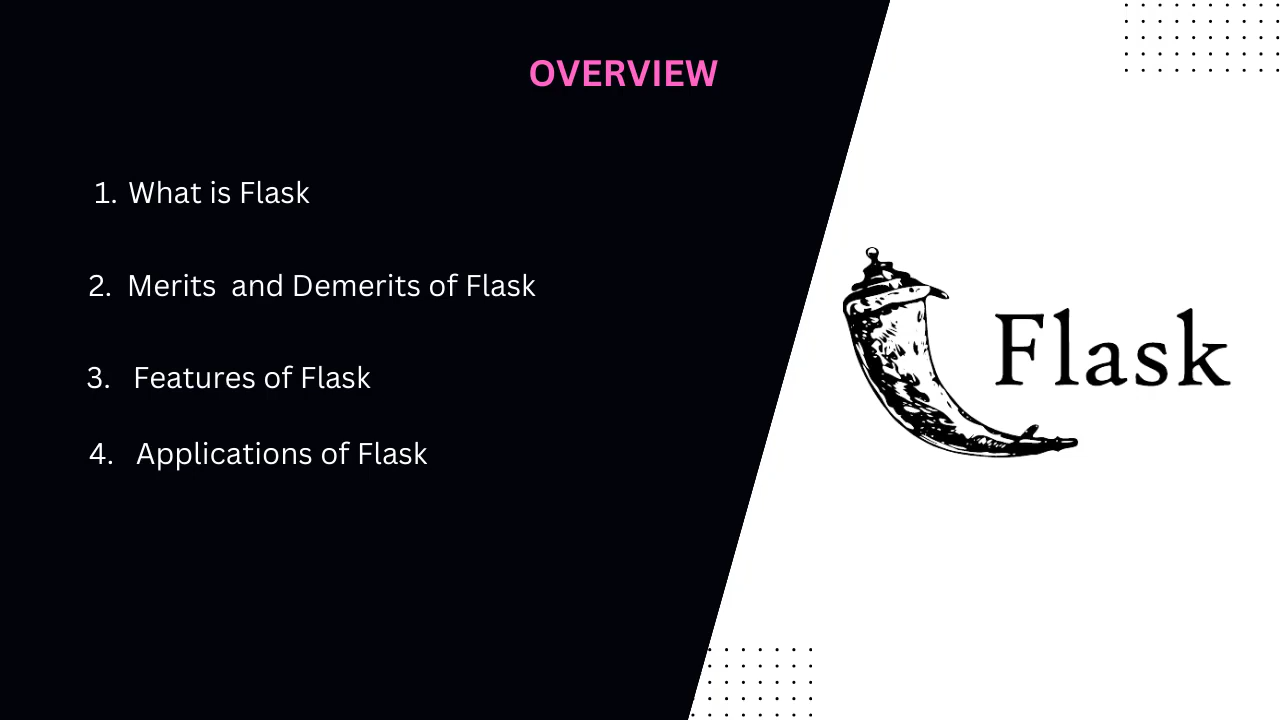 OVERVIEW
1. What is Flask
2. Merits  and Demerits of Flask
3. Features of Flask
4. Applications of Flask
Flask